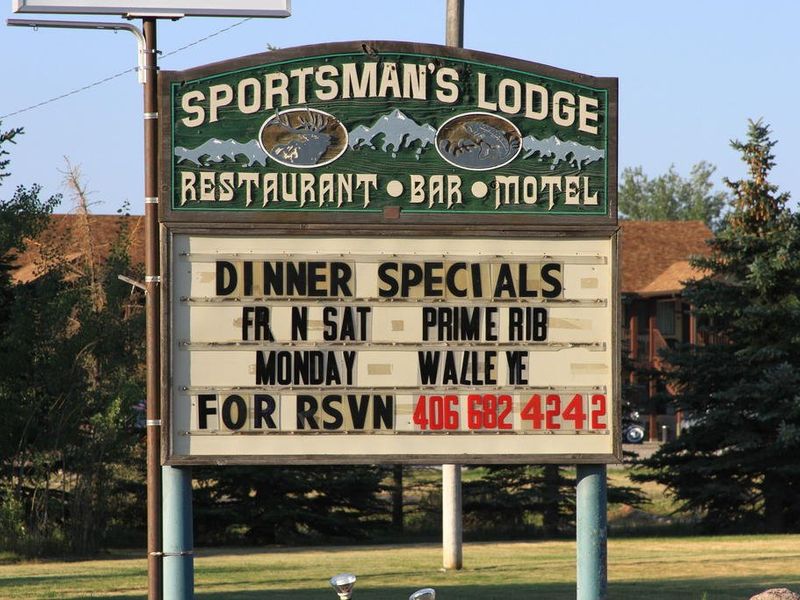 SPORTSMAN'S LODGE
RESTAURANT • BAR • MOTEL
DINNER SPECIALS
FR N SAT PRIME RIB
MONDAY WALLEYE
FOR RSVN 406 682 4242